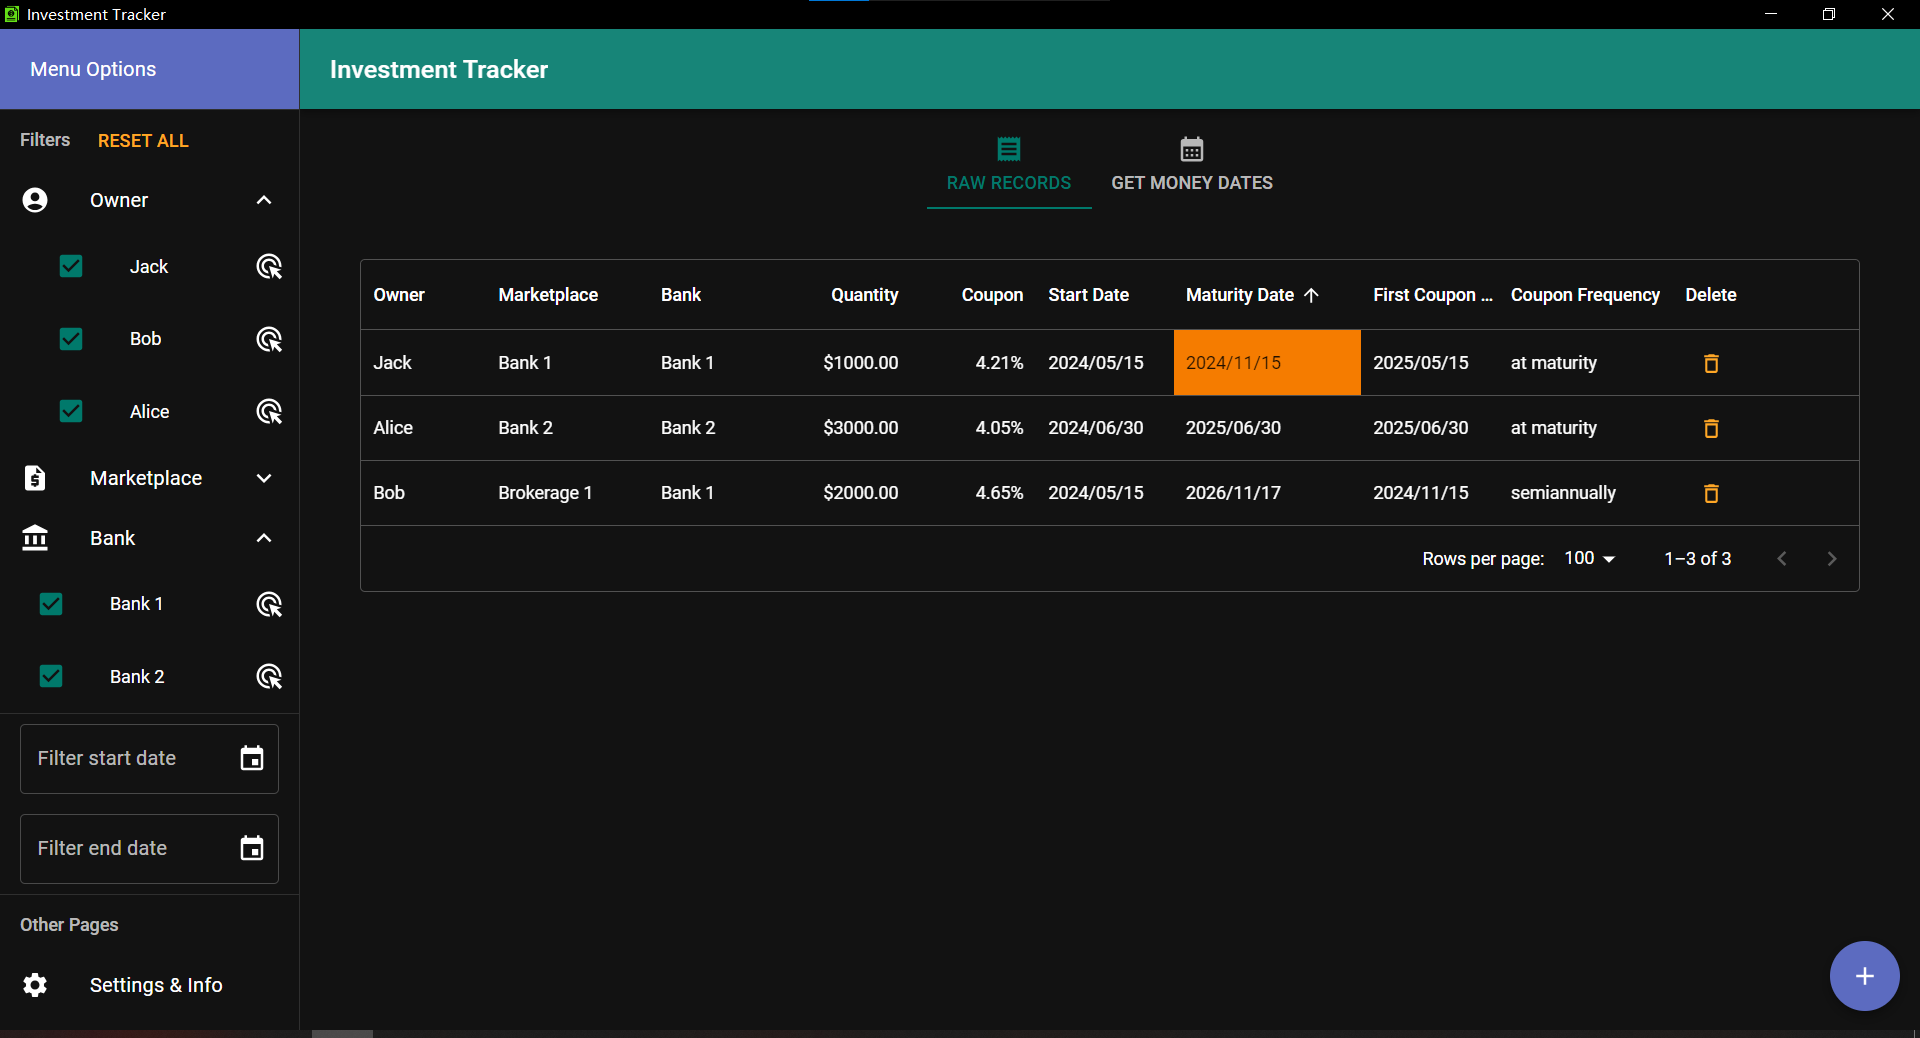 Investment Tracker
Menu Options
Investment Tracker
Filters RESET ALL
Owner
Jack
Bob
Alice
Marketplace
Bank
Bank 1
Bank 2
Filter start date
Filter end date
Other Pages
Settings & Info
RAW RECORDS GET MONEY DATES
Owner Marketplace Bank Quantity Coupon Start Date Maturity Date First Coupon ... Coupon Frequency Delete
Jack Bank 1 Bank 1 $1000.00 4.21% 2024/05/15 2024/11/15 2025/05/15 at maturity
Alice Bank 2 Bank 2 $3000.00 4.05% 2024/06/30 2025/06/30 2025/06/30 at maturity
Bob Brokerage 1 Bank 1 $2000.00 4.65% 2024/05/15 2026/11/17 2024/11/15 semiannually
Rows per page: 100 1–3 of 3